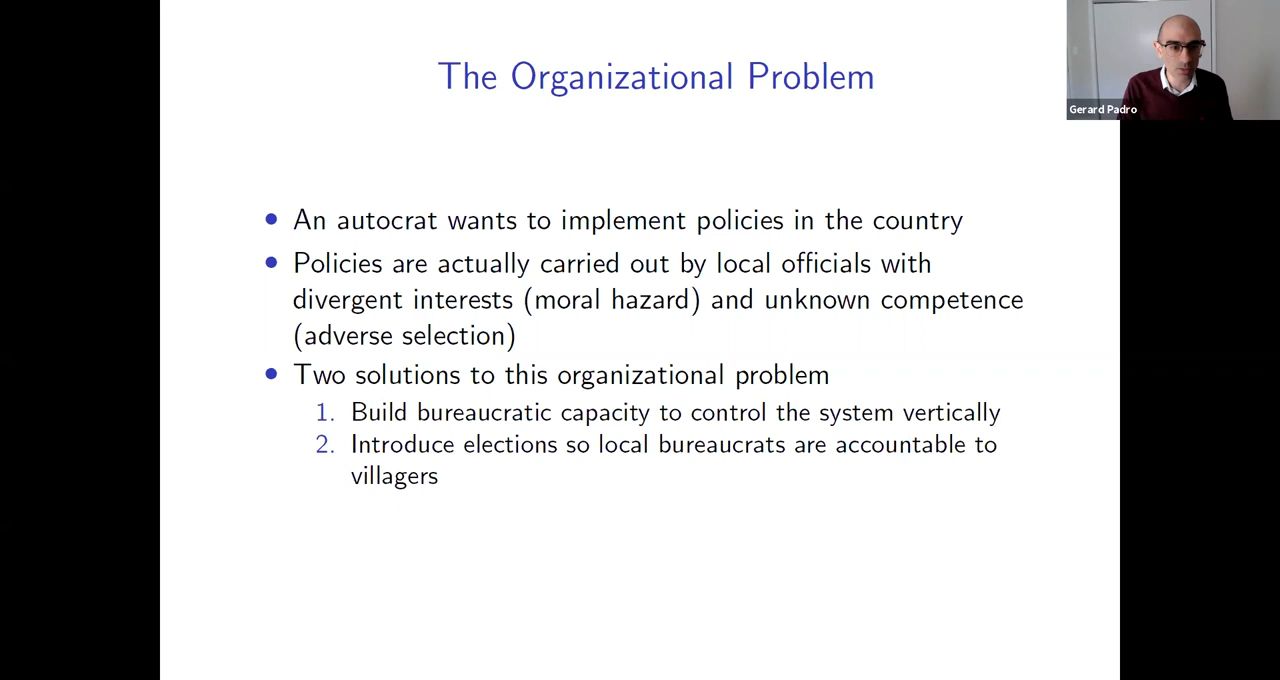 The Organizational Problem
Gerard Padro
• An autocrat wants to implement policies in the country
• Policies are actually carried out by local officials with
divergent interests (moral hazard) and unknown competence
(adverse selection)
• Two solutions to this organizational problem
1. Build bureaucratic capacity to control the system vertically
2. Introduce elections so local bureaucrats are accountable to
villagers